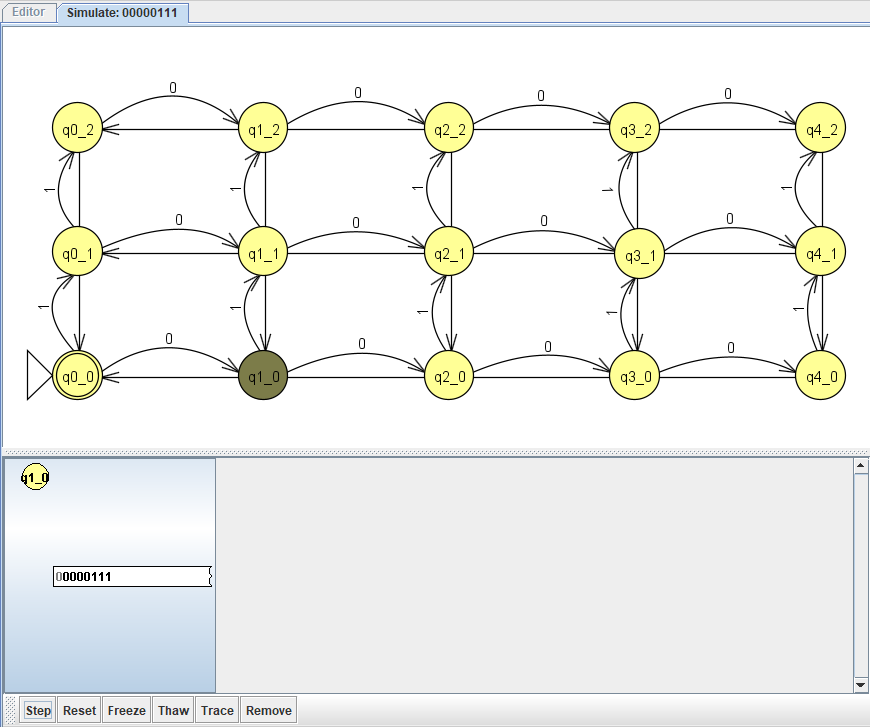 Editor Simulate: 00000111
0 0 0 0
q0_2 q1_2 q2_2 q3_2 q4_2
1 1 1 1 1
0 0 0 0
q0_1 q1_1 q2_1 q3_1 q4_1
1 1 1 1 1
0 0 0 0
q0_0 q1_0 q2_0 q3_0 q4_0
q1_0
00000111
Step Reset Freeze Thaw Trace Remove